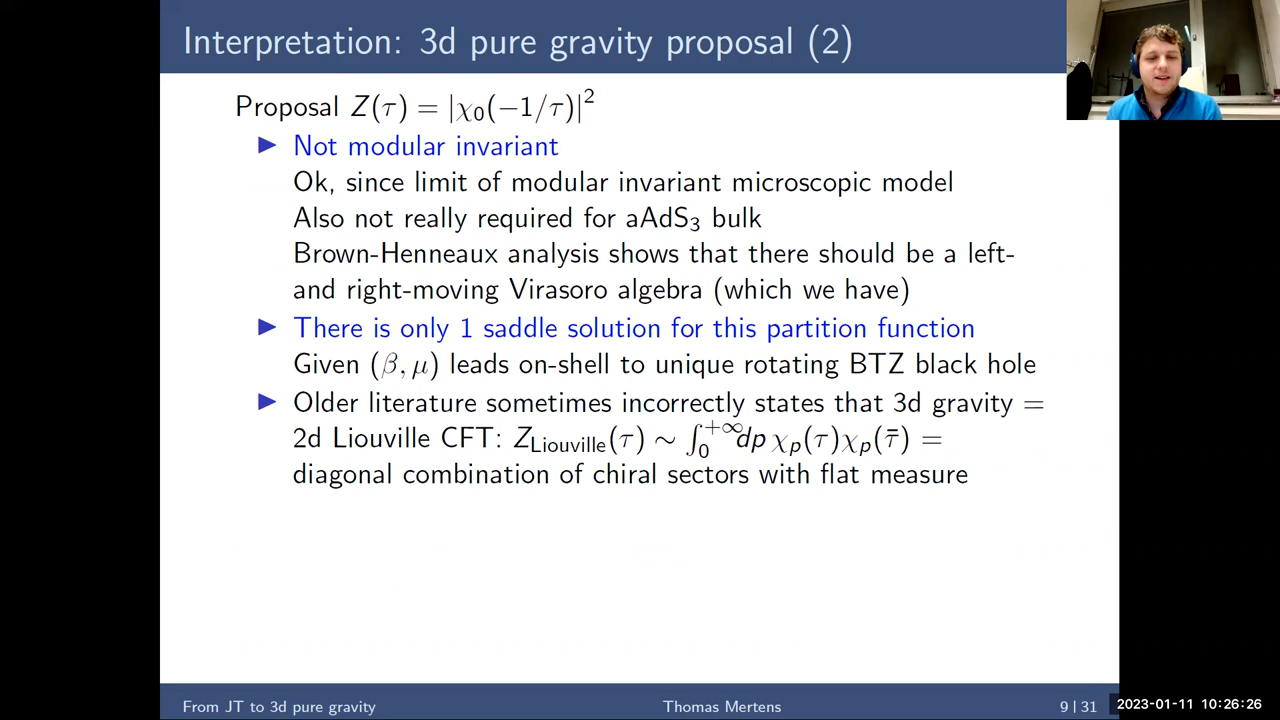 Interpretation: 3d pure gravity proposal (2)
Proposal Z(τ) = |χ₀(−1/τ)|²
▶ Not modular invariant
Ok, since limit of modular invariant microscopic model
Also not really required for aAdS₃ bulk
Brown-Henneaux analysis shows that there should be a left-
and right-moving Virasoro algebra (which we have)
▶ There is only 1 saddle solution for this partition function
Given (β, μ) leads on-shell to unique rotating BTZ black hole
▶ Older literature sometimes incorrectly states that 3d gravity =
2d Liouville CFT: Z_Liouville(τ) ∼ ∫₀^{+∞} dp χₚ(τ)χₚ(τ̄) =
diagonal combination of chiral sectors with flat measure
From JT to 3d pure gravity Thomas Mertens 9 | 31 2023-01-11 10:26:26